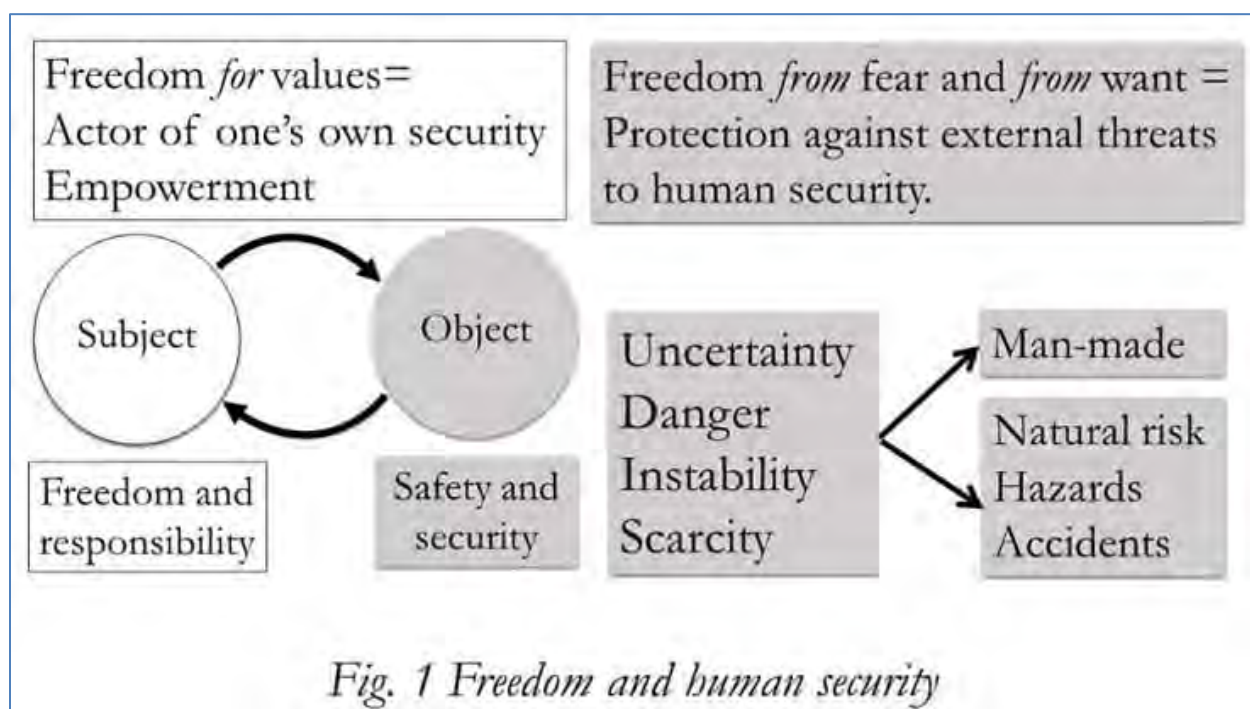 Freedom for values=
Actor of one's own security
Empowerment
Freedom from fear and from want =
Protection against external threats
to human security.
Subject
Object
Freedom and
responsibility
Safety and
security
Uncertainty
Danger
Instability
Scarcity
Man-made
Natural risk
Hazards
Accidents
Fig. 1 Freedom and human security